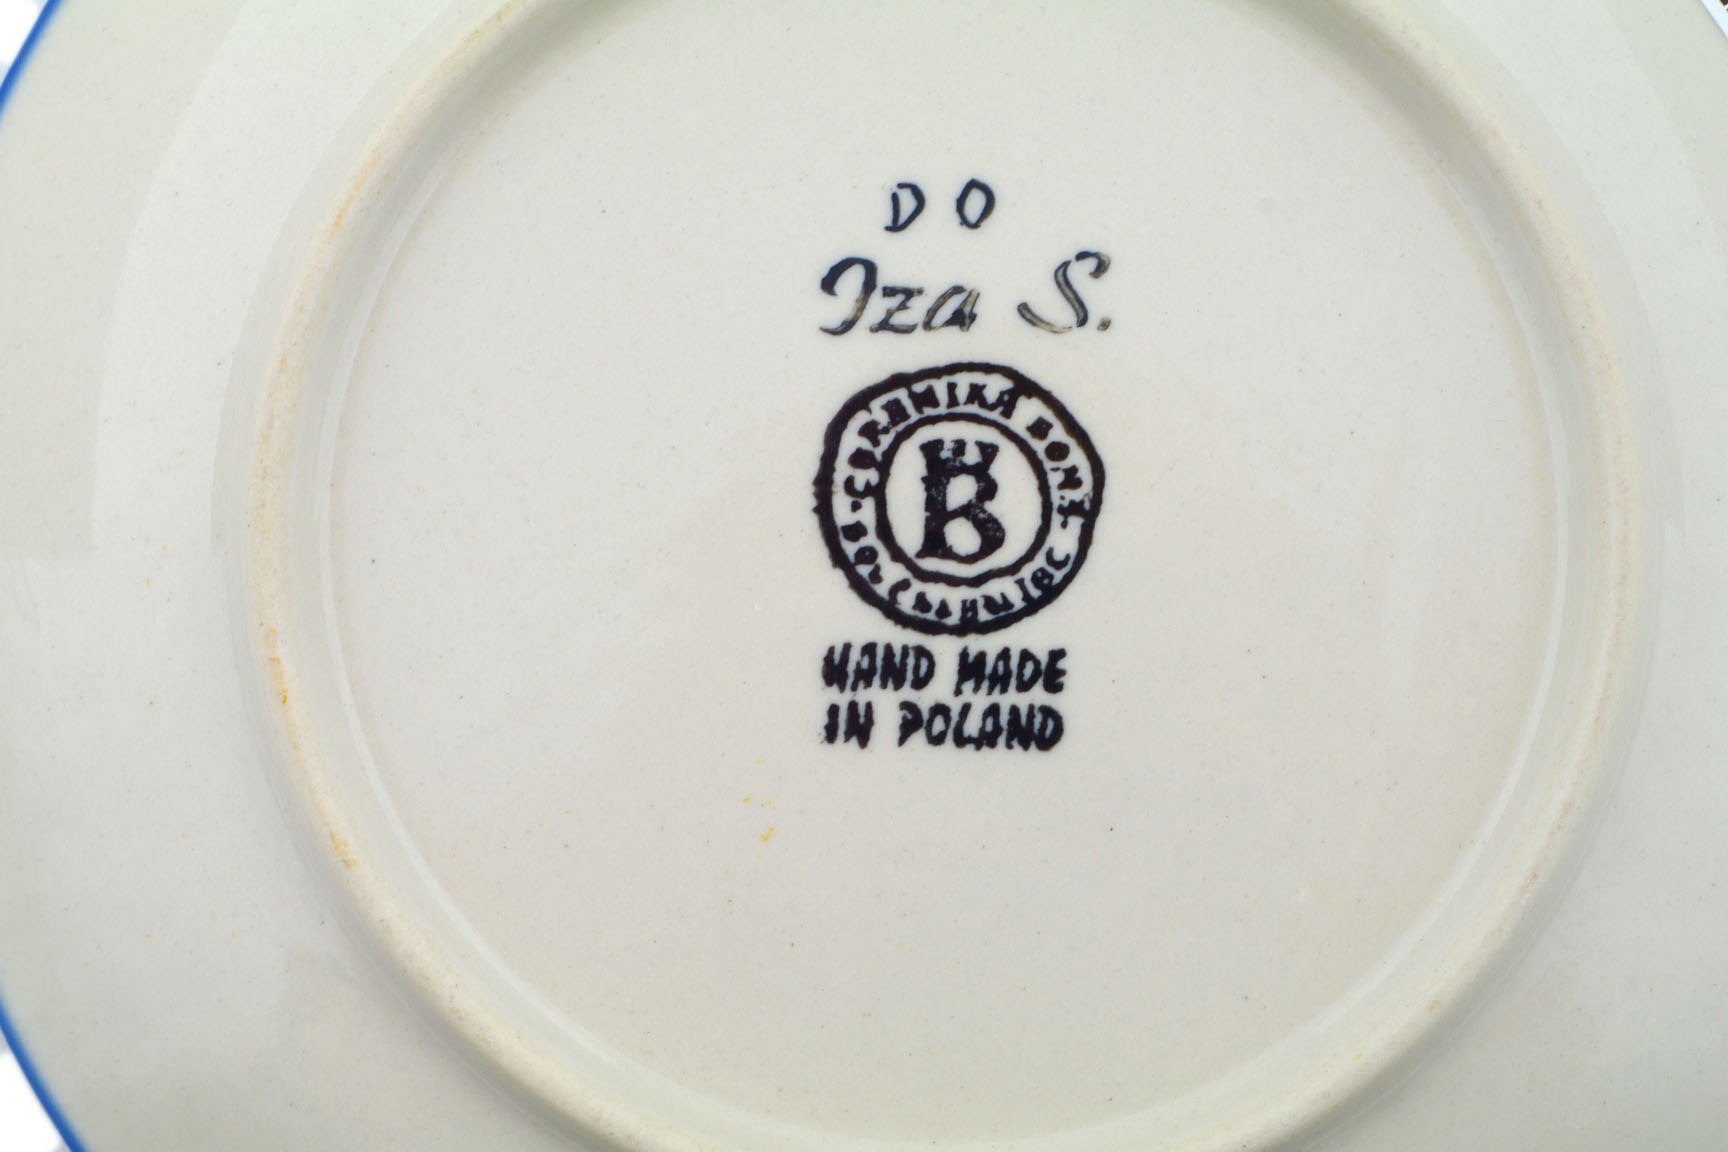 DO
Iza S.
B
HAND MADE
IN POLAND